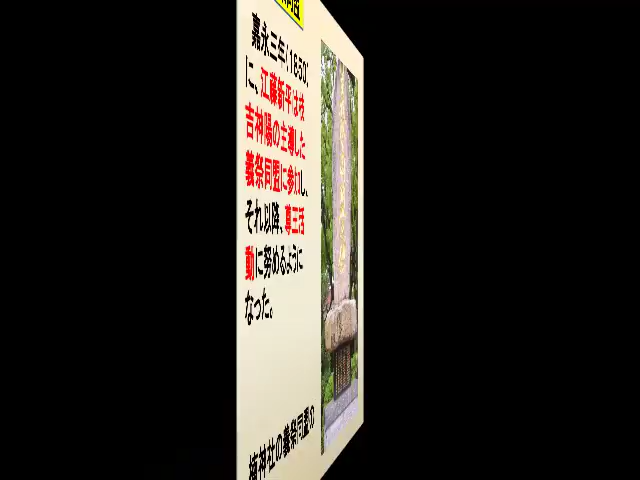 嘉永三年(1850)
に、江藤新平は枝
吉神陽の主導した
義祭同盟に参加し、
それ以降、尊王活
動に努めるように
なった。
楠神社の義祭同盟の